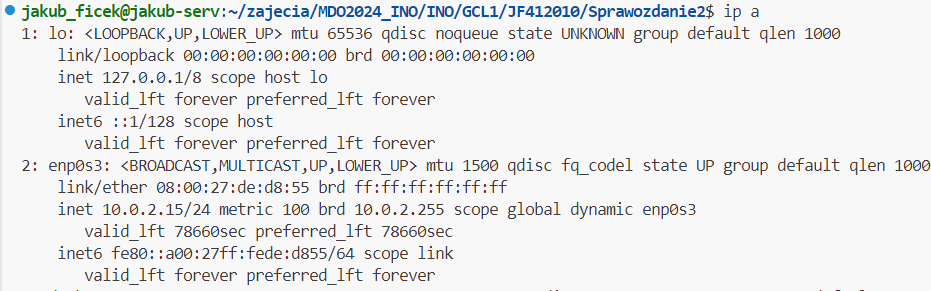 jakub_ficek@jakub-serv:~/zajecia/MDO2024_INO/INO/GCL1/JF412010/Sprawozdanie2$ ip a
1: lo: <LOOPBACK,UP,LOWER_UP> mtu 65536 qdisc noqueue state UNKNOWN group default qlen 1000
link/loopback 00:00:00:00:00:00 brd 00:00:00:00:00:00
inet 127.0.0.1/8 scope host lo
valid_lft forever preferred_lft forever
inet6 ::1/128 scope host
valid_lft forever preferred_lft forever
2: enp0s3: <BROADCAST,MULTICAST,UP,LOWER_UP> mtu 1500 qdisc fq_codel state UP group default qlen 1000
link/ether 08:00:27:de:d8:55 brd ff:ff:ff:ff:ff:ff
inet 10.0.2.15/24 metric 100 brd 10.0.2.255 scope global dynamic enp0s3
valid_lft 78660sec preferred_lft 78660sec
inet6 fe80::a00:27ff:fede:d855/64 scope link
valid_lft forever preferred_lft forever